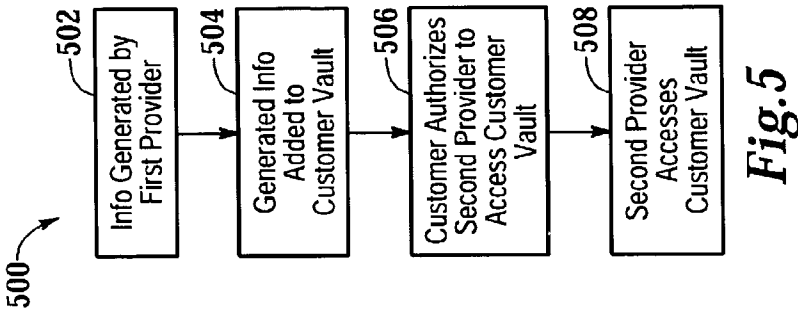 500
502
Info Generated by
First Provider
504
Generated Info
Added to
Customer Vault
506
Customer Authorizes
Second Provider to
Access Customer
Vault
508
Second Provider
Accesses
Customer Vault
Fig.5